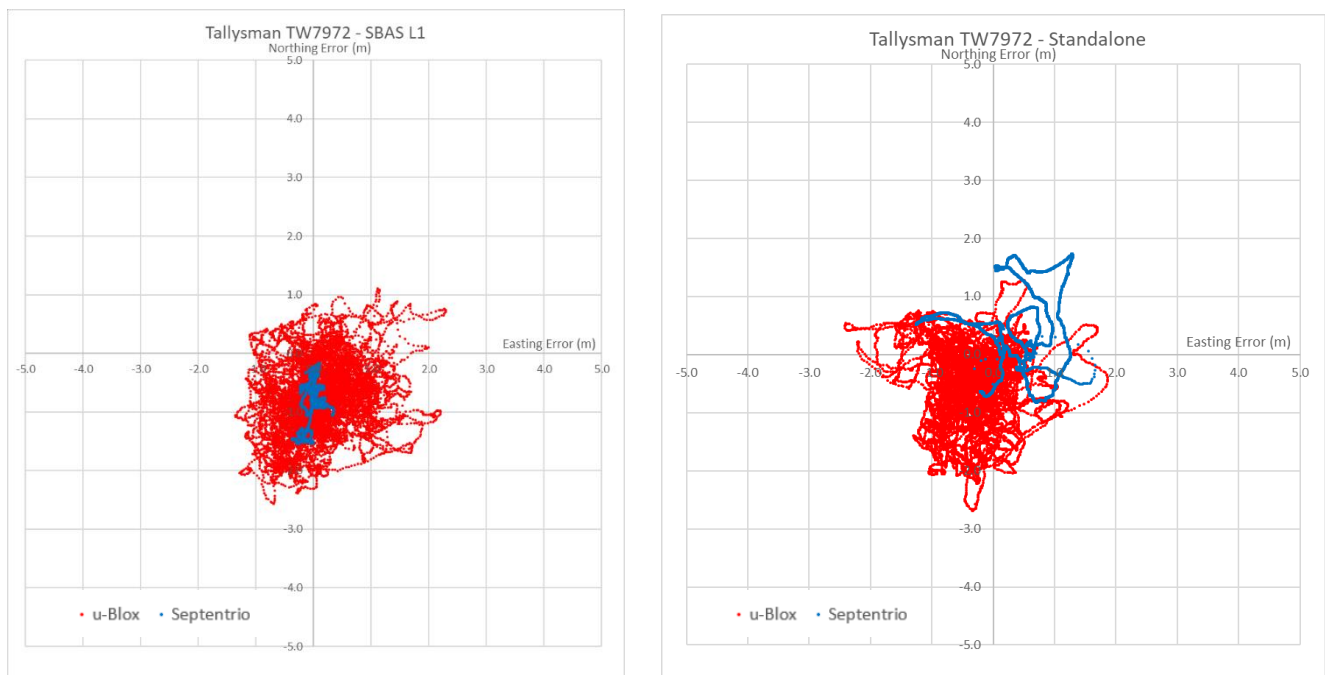 Tallysman TW7972 - SBAS L1
Northing Error (m)
5.0
4.0
3.0
2.0
1.0
Easting Error (m)
-5.0 -4.0 -3.0 -2.0 2.0 3.0 4.0 5.0
-3.0
-4.0
u-Blox Septentrio
-5.0
Tallysman TW7972 - Standalone
Northing Error (m)
5.0
4.0
3.0
2.0
1.0
Easting Error (m)
-5.0 -4.0 -3.0 -2.0 2.0 3.0 4.0 5.0
-3.0
-4.0
u-Blox Septentrio
-5.0